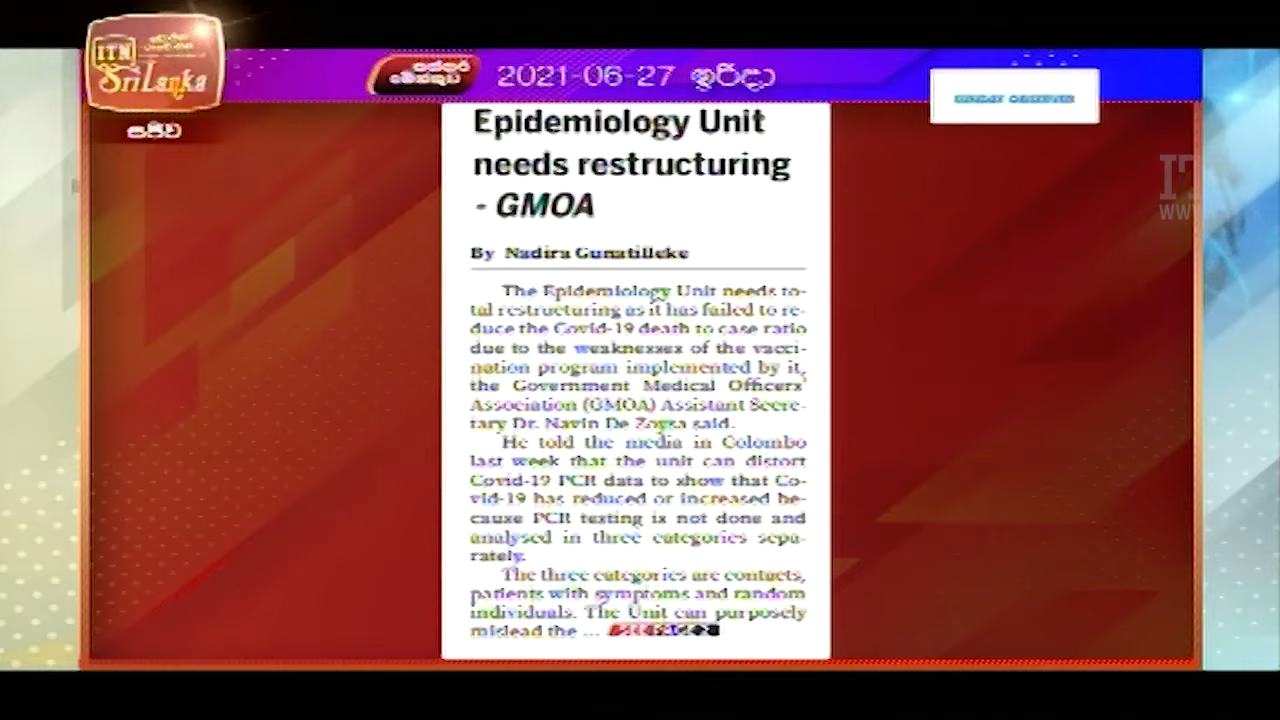 ITN
Sri Lanka
2021-06-27 ඉරිදා
සජීව
Epidemiology Unit
needs restructuring
- GMOA
By Nadira Gunatilleke
The Epidemiology Unit needs to-
tal restructuring as it has failed to re-
duce the Covid-19 death to case ratio
due to the weaknesses of the vacci-
nation program implemented by it,
the Government Medical Officers'
Association (GMOA) Assistant Secre-
tary Dr. Navin De Zoysa said.
He told the media in Colombo
last week that the unit can distort
Covid-19 PCR data to show that Co-
vid-19 has reduced or increased be-
cause PCR testing is not done and
analysed in three categories sepa-
rately.
The three categories are contacts,
patients with symptoms and random
individuals. The Unit can purposely
mislead the ...